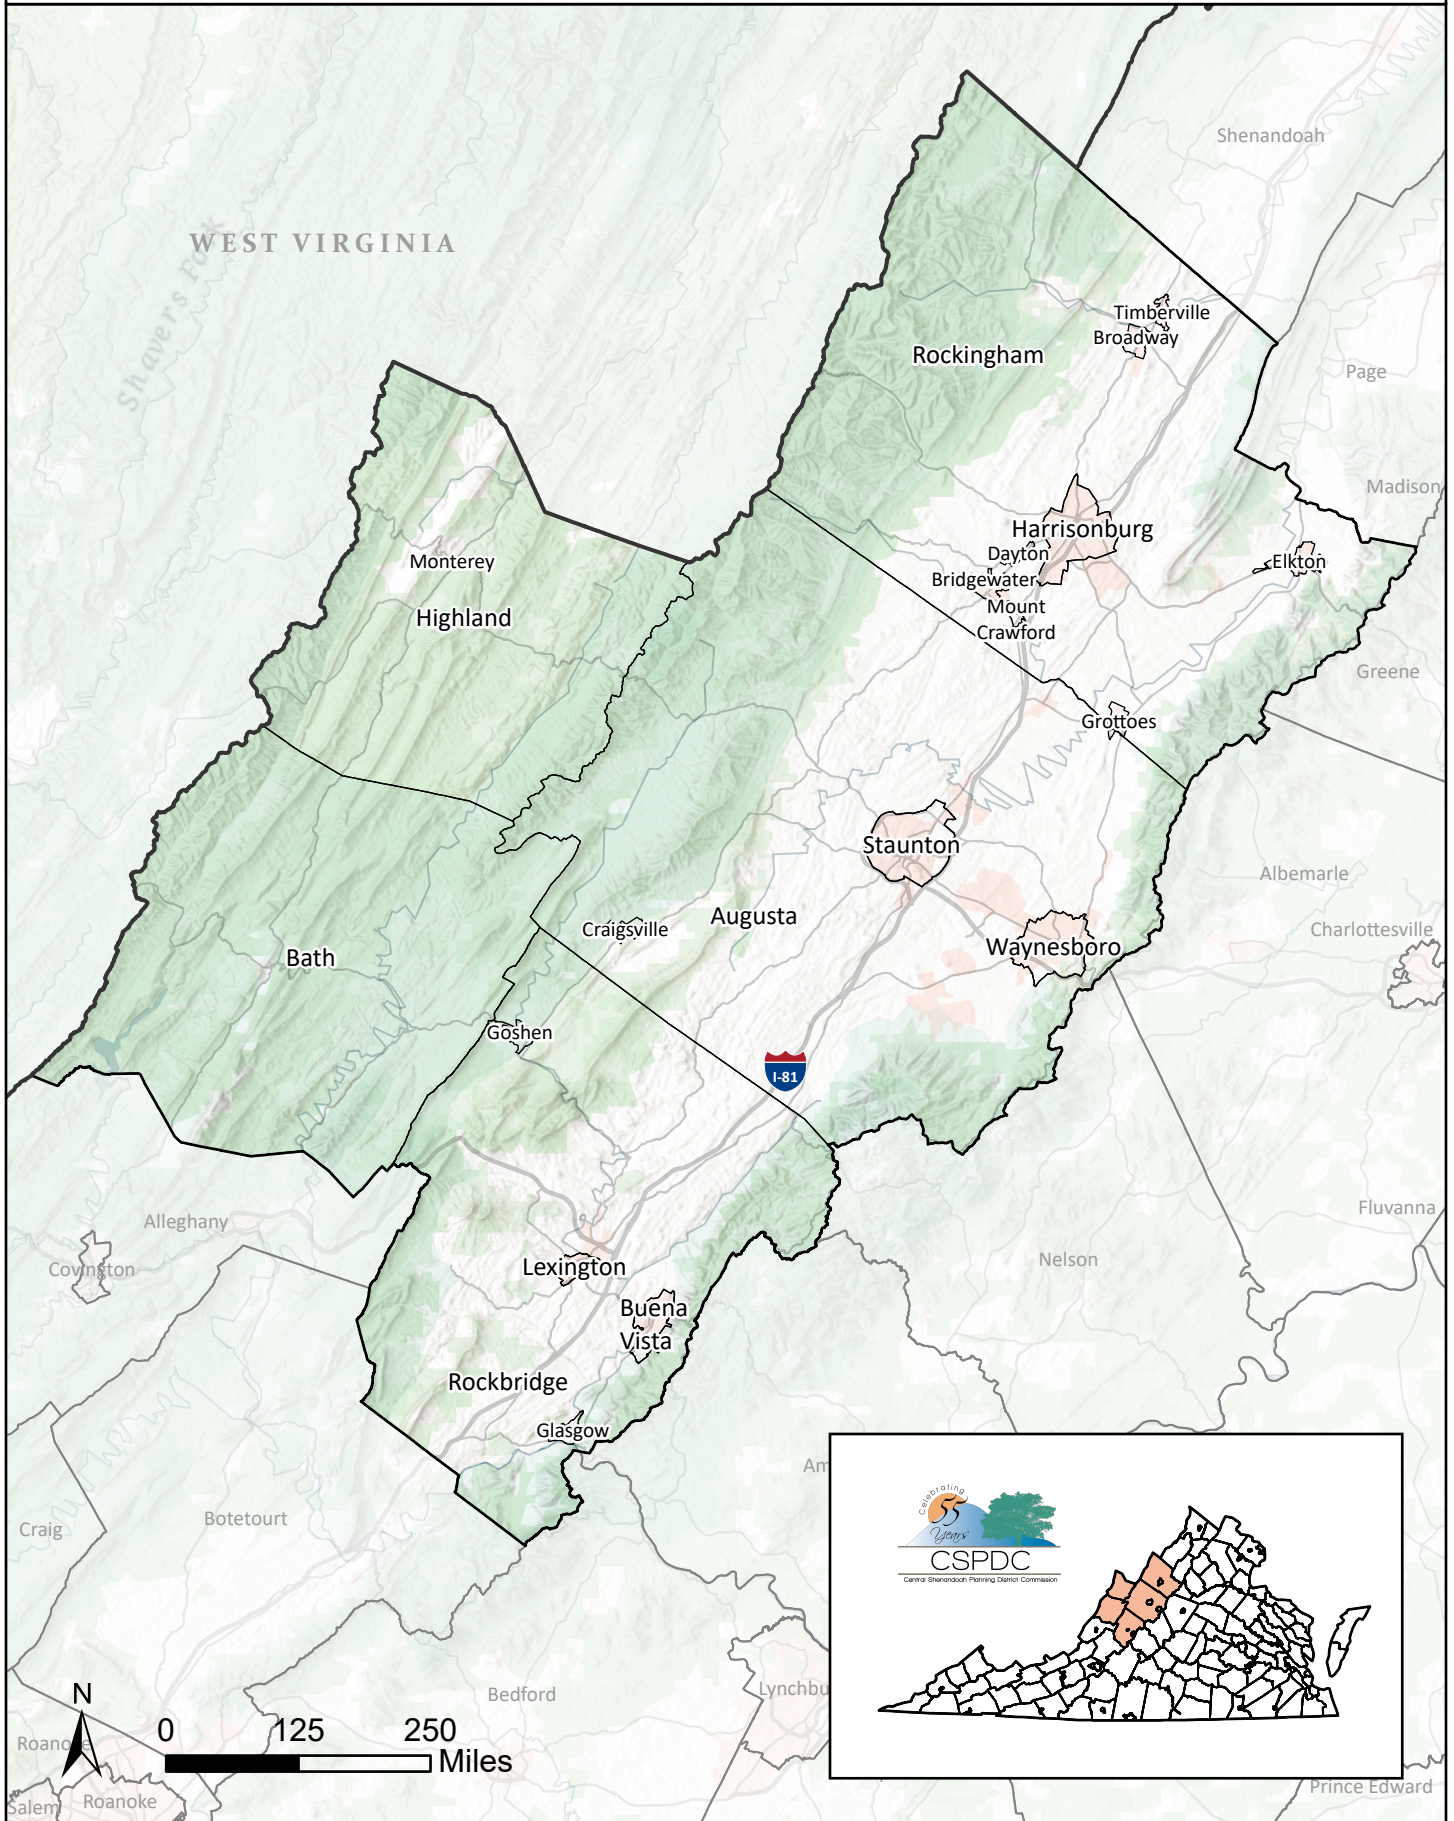 Shenandoah
WEST VIRGINIA
Shavers Fork
Timberville
Broadway
Rockingham
Page
Madison
Harrisonburg
Dayton
Elkton
Monterey
Bridgewater
Mount
Crawford
Highland
Greene
Grottoes
Staunton
Albemarle
Augusta
Craigsville
Charlottesville
Waynesboro
Bath
Goshen
I-81
Fluvanna
Alleghany
Nelson
Covington
Lexington
Buena
Vista
Rockbridge
Glasgow
Am
Celebrating
55
Years
CSPDC
Central Shenandoah Planning District Commission
Botetourt
Craig
Bedford
Lynchbu
N
0 125 250
Miles
Roanoke
Prince Edward
Salem
Roanoke